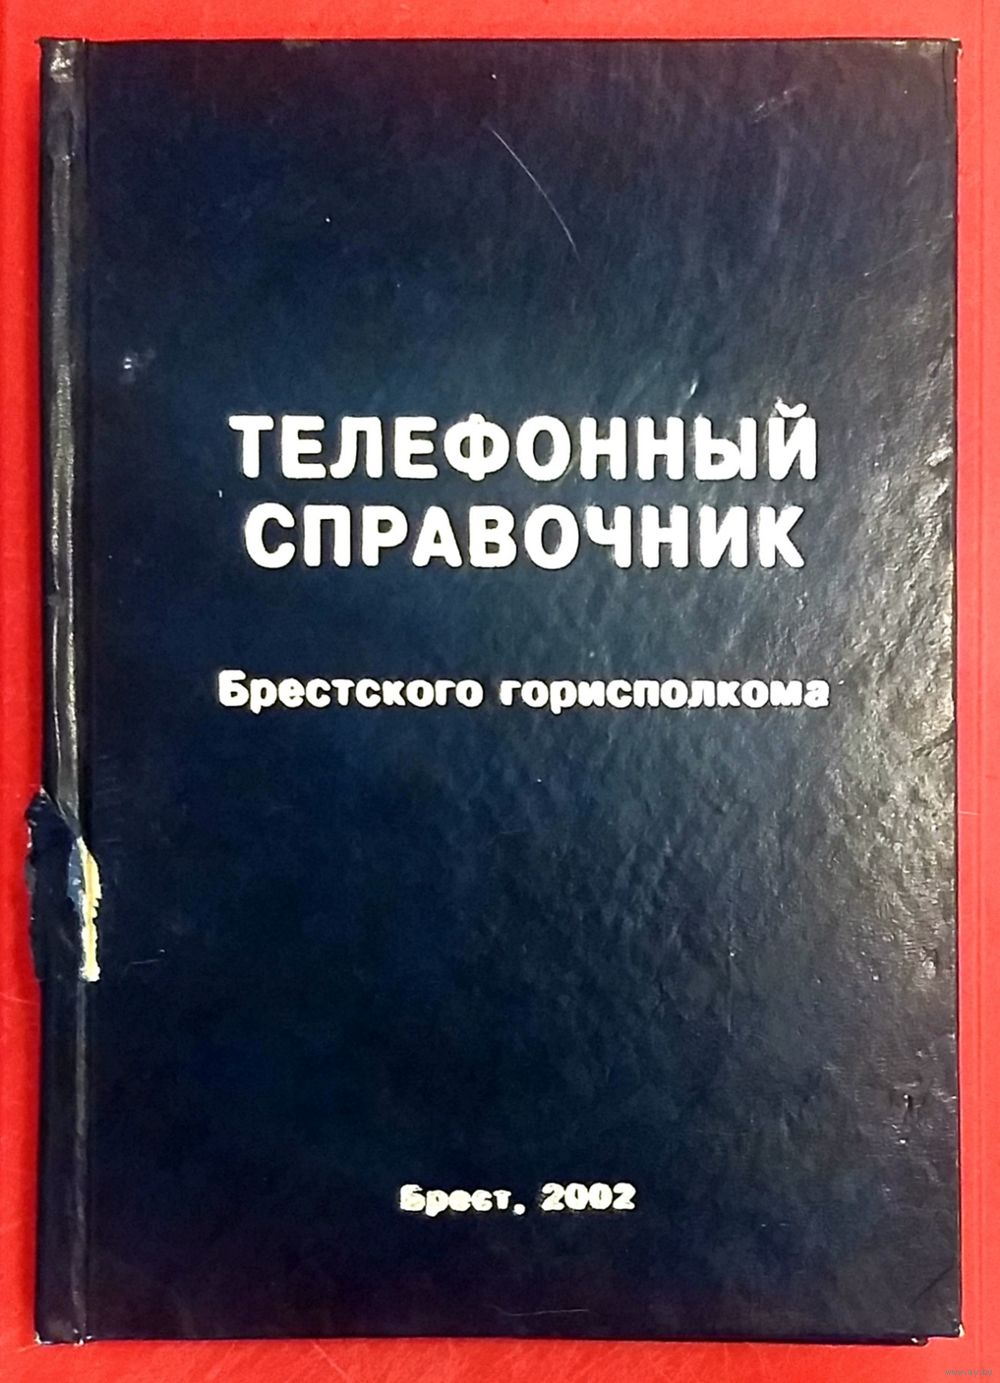 ТЕЛЕФОННЫЙ
СПРАВОЧНИК
Брестского горисполкома
Брест, 2002